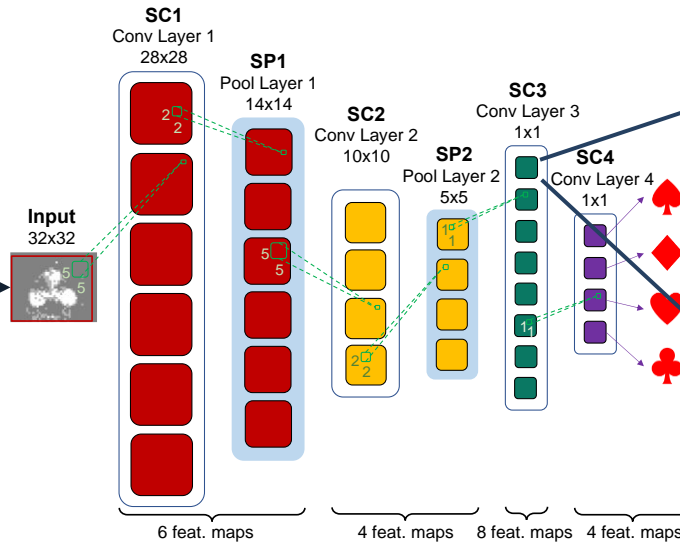 SC1
Conv Layer 1
28x28
SP1
Pool Layer 1
14x14
SC2
Conv Layer 2
10x10
SP2
Pool Layer 2
5x5
SC3
Conv Layer 3
1x1
SC4
Conv Layer 4
1x1
Input
32x32
2
2
5
5
5
5
2
2
1
1
1
1
6 feat. maps
4 feat. maps
8 feat. maps
4 feat. maps